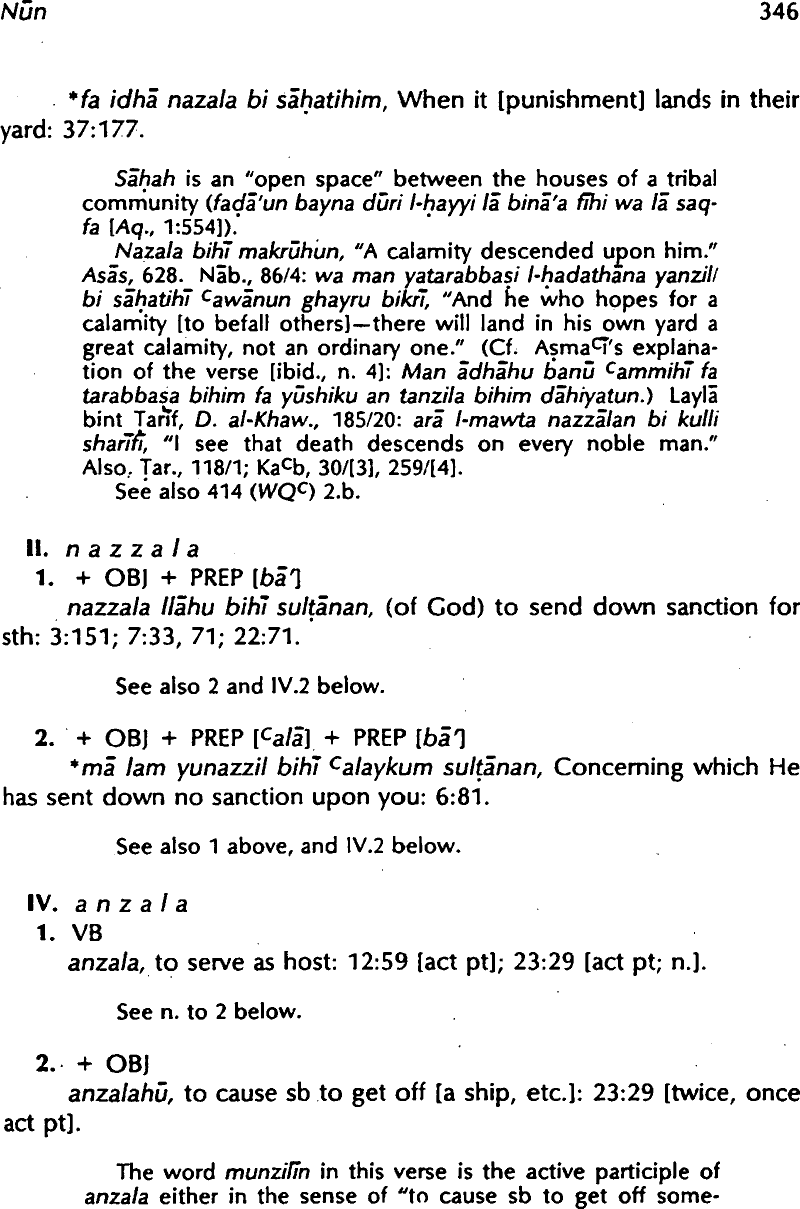 Nūn 346
*fa idhā nazala bi sāḥatihim, When it [punishment] lands in their
yard: 37:177.
Sāḥah is an "open space" between the houses of a tribal
community (faḍā'un bayna dūri l-ḥayyi lā binā'a fīhi wa lā saq-
fa [Aq., 1:554]).
Nazala bihī makrūhun, "A calamity descended upon him."
Asās, 628. Nāb., 86/4: wa man yatarabbaṣi l-ḥadathāna yanzil/
bi sāḥatihī ᶜawānun ghayru bikrī, "And he who hopes for a
calamity [to befall others]—there will land in his own yard a
great calamity, not an ordinary one." (Cf. Aṣmaᶜī's explana-
tion of the verse [ibid., n. 4]: Man ādhāhu banū ᶜammihī fa
tarabbaṣa bihim fa yūshiku an tanzila bihim dāhiyatun.) Laylā
bint Ṭarīf, D. al-Khaw., 185/20: arā l-mawta nazzālan bi kulli
sharīfī, "I see that death descends on every noble man."
Also, Ṭar., 118/1; Kaᶜb, 30/[3], 259/[4].
See also 414 (WQᶜ) 2.b.
II. n a z z a l a
1. + OBJ + PREP [bā']
nazzala llāhu bihī sulṭānan, (of God) to send down sanction for
sth: 3:151; 7:33, 71; 22:71.
See also 2 and IV.2 below.
2. + OBJ + PREP [ᶜalā] + PREP [bā']
*mā lam yunazzil bihī ᶜalaykum sulṭānan, Concerning which He
has sent down no sanction upon you: 6:81.
See also 1 above, and IV.2 below.
IV. a n z a l a
1. VB
anzala, to serve as host: 12:59 [act pt]; 23:29 [act pt; n.].
See n. to 2 below.
2. + OBJ
anzalahū, to cause sb to get off [a ship, etc.]: 23:29 [twice, once
act pt].
The word munzilīn in this verse is the active participle of
anzala either in the sense of "to cause sb to get off some-